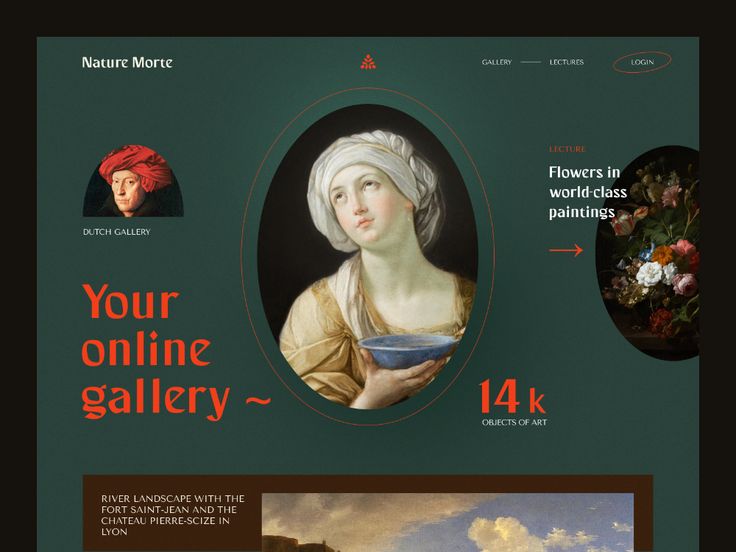 Nature Morte
GALLERY
LECTURES
LOGIN
LECTURE
Flowers in
world-class
paintings
DUTCH GALLERY
Your
online
gallery ~
14 k
OBJECTS OF ART
RIVER LANDSCAPE WITH THE
FORT SAINT-JEAN AND THE
CHATEAU PIERRE-SCIZE IN
LYON